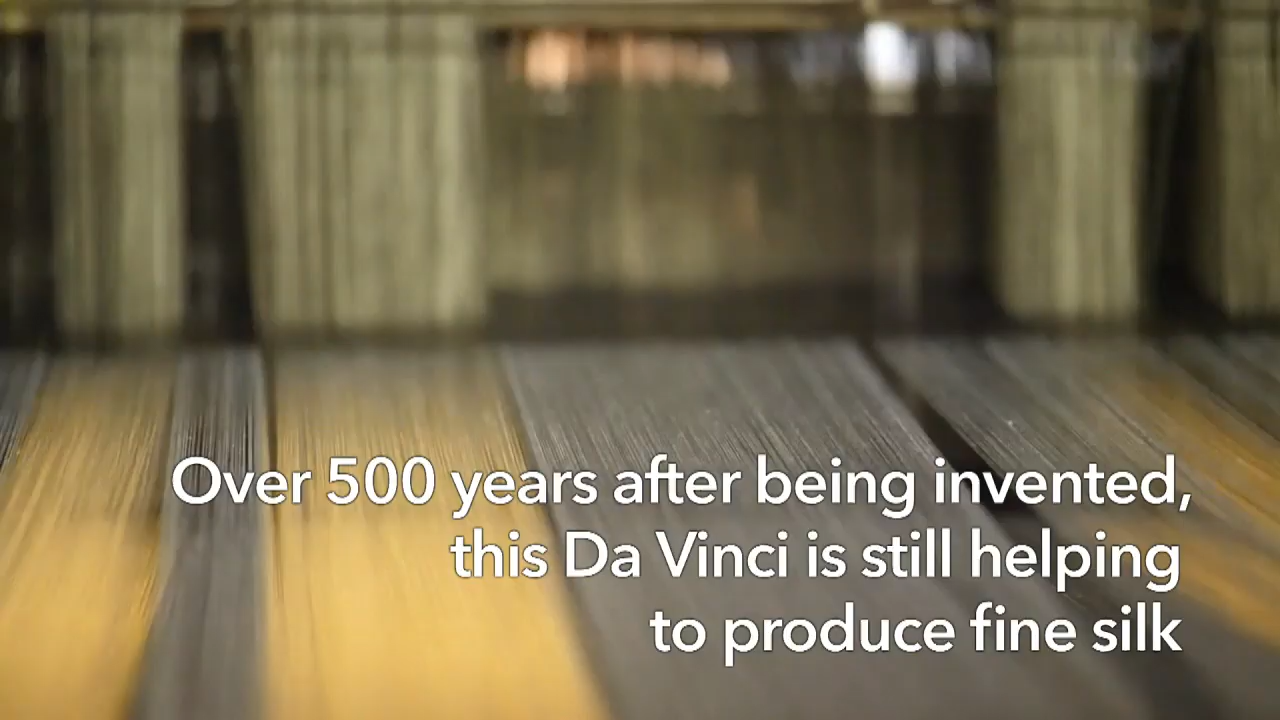 Over 500 years after being invented,
this Da Vinci is still helping
to produce fine silk